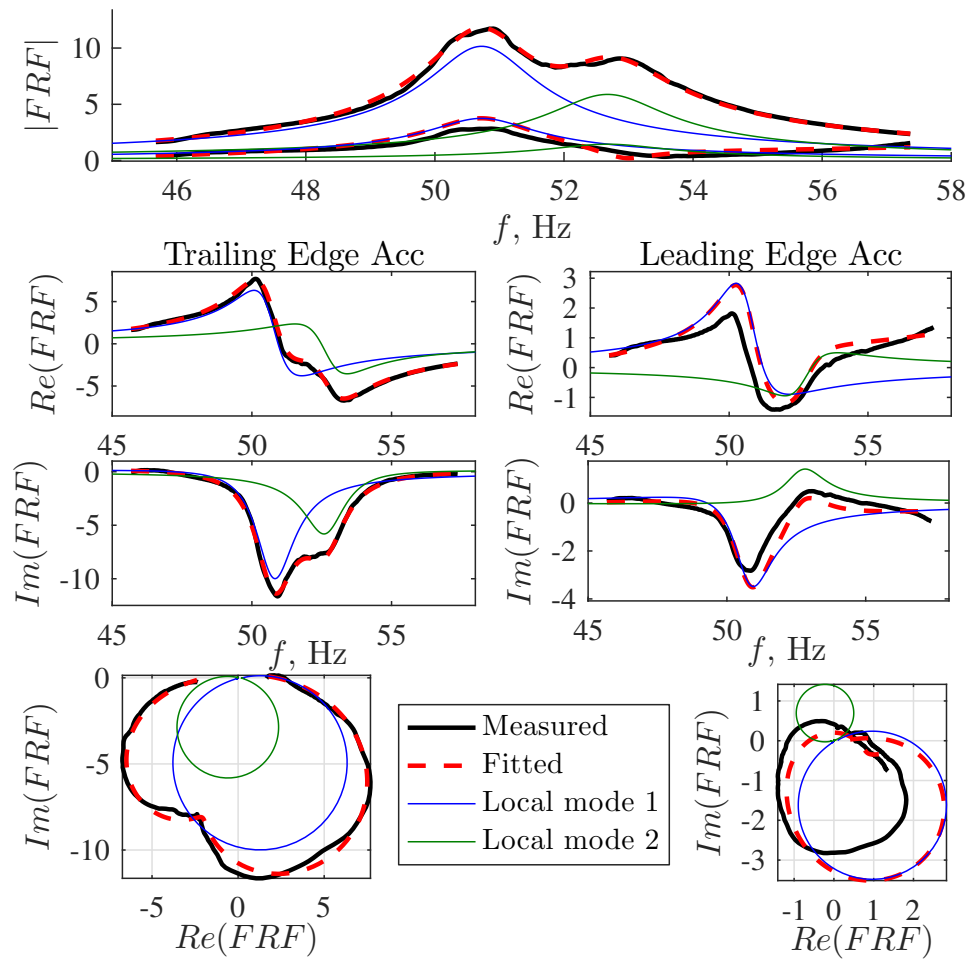 |FRF|
10
5
0
46 48 50 52 54 56 58
f, Hz
Trailing Edge Acc
Re(FRF)
5
0
-5
45 50 55
Leading Edge Acc
Re(FRF)
3
2
1
0
-1
45 50 55
Im(FRF)
0
-5
-10
45 50 55
f, Hz
Im(FRF)
2
0
-2
-4
45 50 55
f, Hz
Im(FRF)
0
-5
-10
-5 0 5
Re(FRF)
Measured
Fitted
Local mode 1
Local mode 2
Im(FRF)
1
0
-1
-2
-3
-1 0 1 2
Re(FRF)